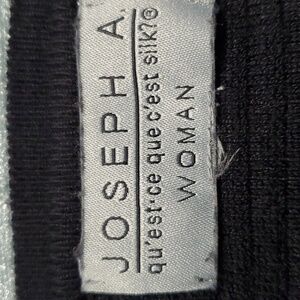 JOSEPH A.
qu'est-ce que c'est silk?®
WOMAN